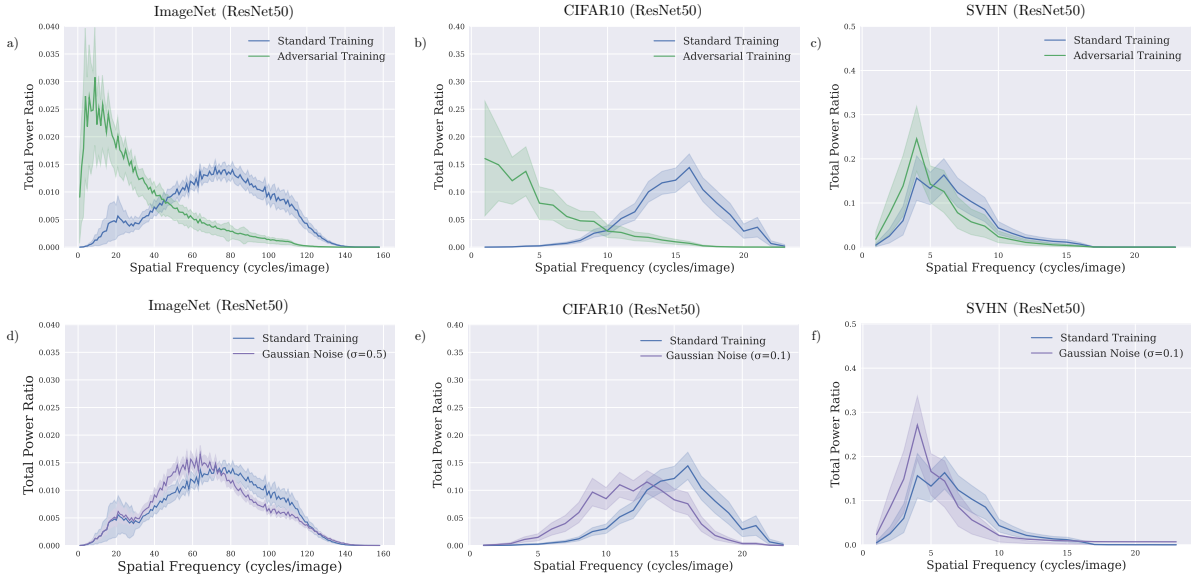 ImageNet (ResNet50)
a)
Standard Training
Adversarial Training
Total Power Ratio
0.040
0.035
0.030
0.025
0.020
0.015
0.010
0.005
0.000
0 20 40 60 80 100 120 140 160
Spatial Frequency (cycles/image)
CIFAR10 (ResNet50)
b)
Standard Training
Adversarial Training
Total Power Ratio
0.40
0.35
0.30
0.25
0.20
0.15
0.10
0.05
0.00
0 5 10 15 20
Spatial Frequency (cycles/image)
SVHN (ResNet50)
c)
Standard Training
Adversarial Training
Total Power Ratio
0.5
0.4
0.3
0.2
0.1
0.0
0 5 10 15 20
Spatial Frequency (cycles/image)
ImageNet (ResNet50)
d)
Standard Training
Gaussian Noise (σ=0.5)
Total Power Ratio
0.040
0.035
0.030
0.025
0.020
0.015
0.010
0.005
0.000
0 20 40 60 80 100 120 140 160
Spatial Frequency (cycles/image)
CIFAR10 (ResNet50)
e)
Standard Training
Gaussian Noise (σ=0.1)
Total Power Ratio
0.40
0.35
0.30
0.25
0.20
0.15
0.10
0.05
0.00
0 5 10 15 20
Spatial Frequency (cycles/image)
SVHN (ResNet50)
f)
Standard Training
Gaussian Noise (σ=0.1)
Total Power Ratio
0.5
0.4
0.3
0.2
0.1
0.0
0 5 10 15 20
Spatial Frequency (cycles/image)